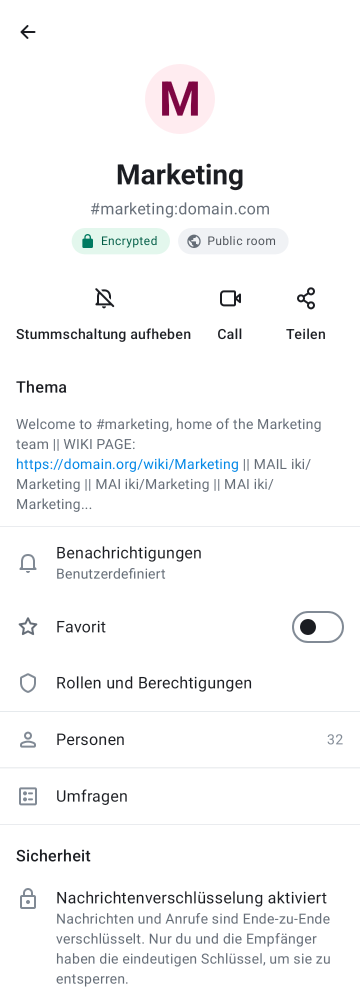 M
Marketing
#marketing:domain.com
Encrypted
Public room
Stummschaltung aufheben
Call
Teilen
Thema
Welcome to #marketing, home of the Marketing
team || WIKI PAGE:
https://domain.org/wiki/Marketing || MAIL iki/
Marketing || MAI iki/Marketing || MAI iki/
Marketing...
Benachrichtigungen
Benutzerdefiniert
Favorit
Rollen und Berechtigungen
Personen 32
Umfragen
Sicherheit
Nachrichtenverschlüsselung aktiviert
Nachrichten und Anrufe sind Ende-zu-Ende
verschlüsselt. Nur du und die Empfänger
haben die eindeutigen Schlüssel, um sie zu
entsperren.